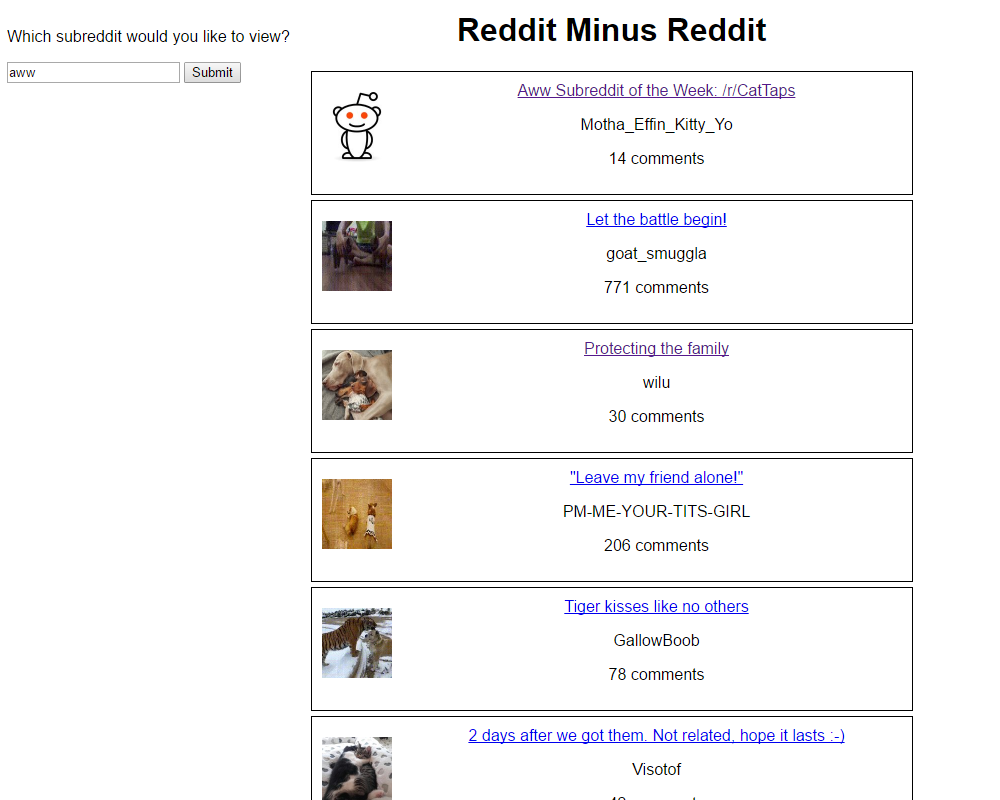 Which subreddit would you like to view?
aww
Submit
Reddit Minus Reddit
Aww Subreddit of the Week: /r/CatTaps
Motha_Effin_Kitty_Yo
14 comments
Let the battle begin!
goat_smuggla
771 comments
Protecting the family
wilu
30 comments
"Leave my friend alone!"
PM-ME-YOUR-TITS-GIRL
206 comments
Tiger kisses like no others
GallowBoob
78 comments
2 days after we got them. Not related, hope it lasts :-)
Visotof